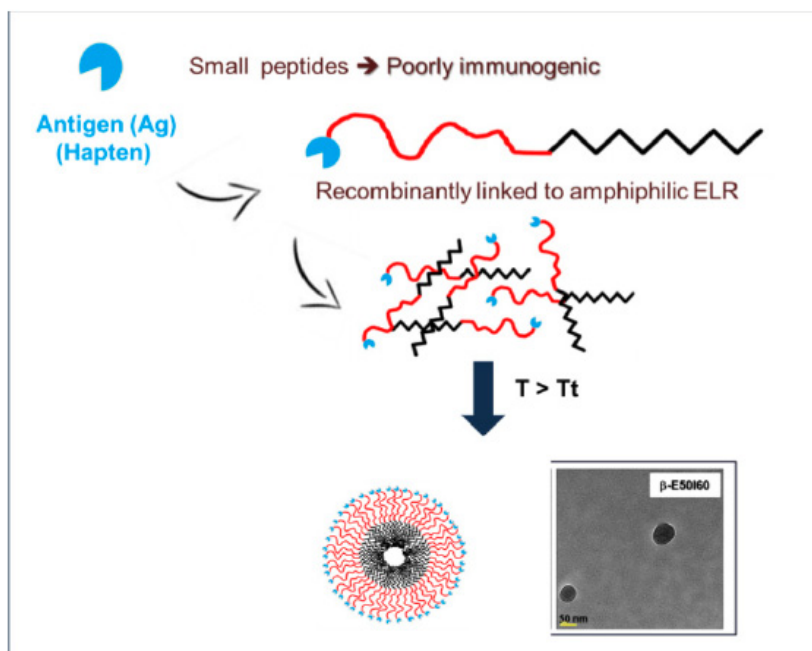 Small peptides ➔ Poorly immunogenic
Antigen (Ag)
(Hapten)
Recombinantly linked to amphiphilic ELR
T > Tt
β-E50I60
50 nm